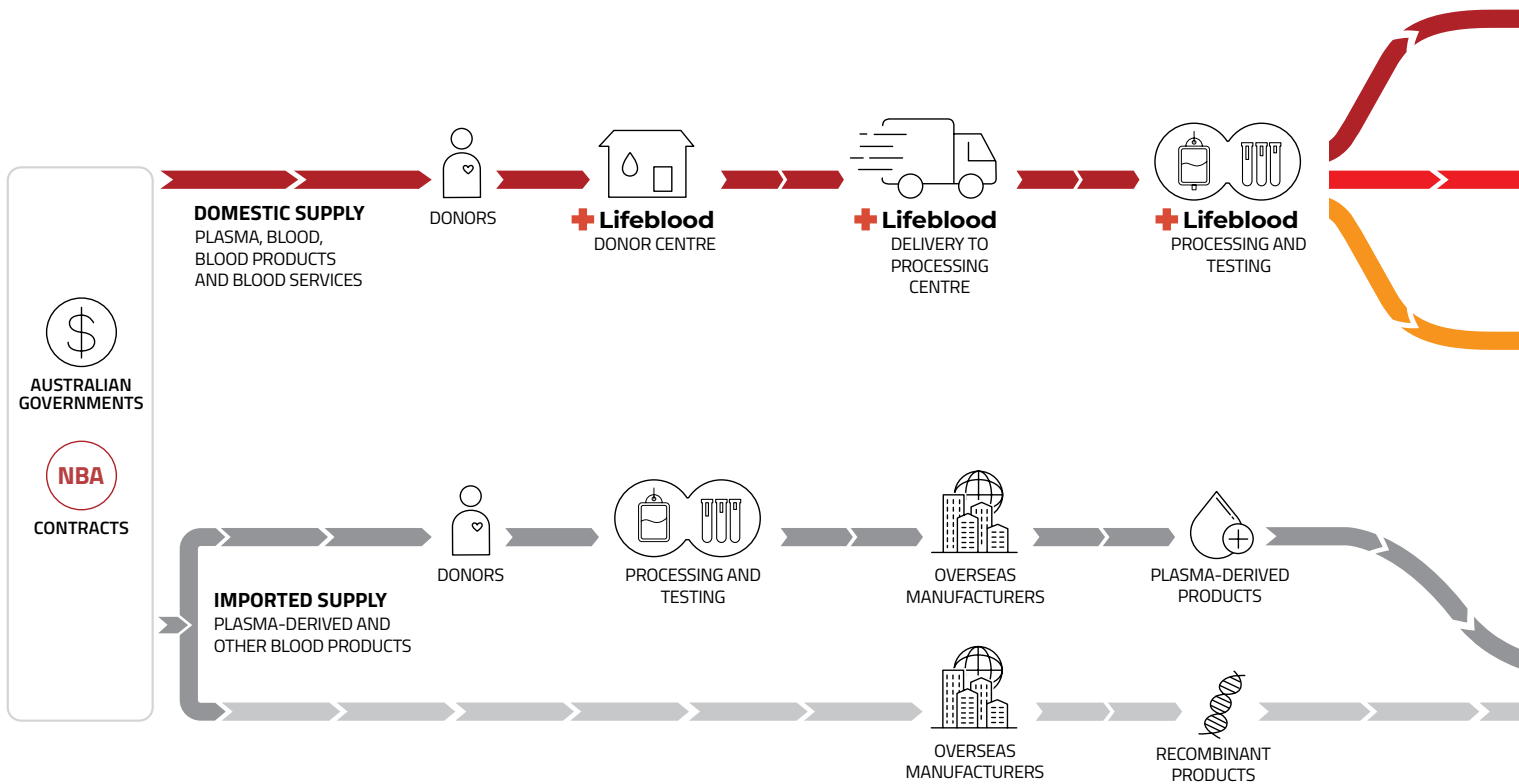 DOMESTIC SUPPLY
PLASMA, BLOOD,
BLOOD PRODUCTS
AND BLOOD SERVICES
DONORS
Lifeblood
DONOR CENTRE
Lifeblood
DELIVERY TO
PROCESSING
CENTRE
Lifeblood
PROCESSING AND
TESTING
$
AUSTRALIAN
GOVERNMENTS
NBA
CONTRACTS
IMPORTED SUPPLY
PLASMA-DERIVED AND
OTHER BLOOD PRODUCTS
DONORS
PROCESSING AND
TESTING
OVERSEAS
MANUFACTURERS
PLASMA-DERIVED
PRODUCTS
OVERSEAS
MANUFACTURERS
RECOMBINANT
PRODUCTS